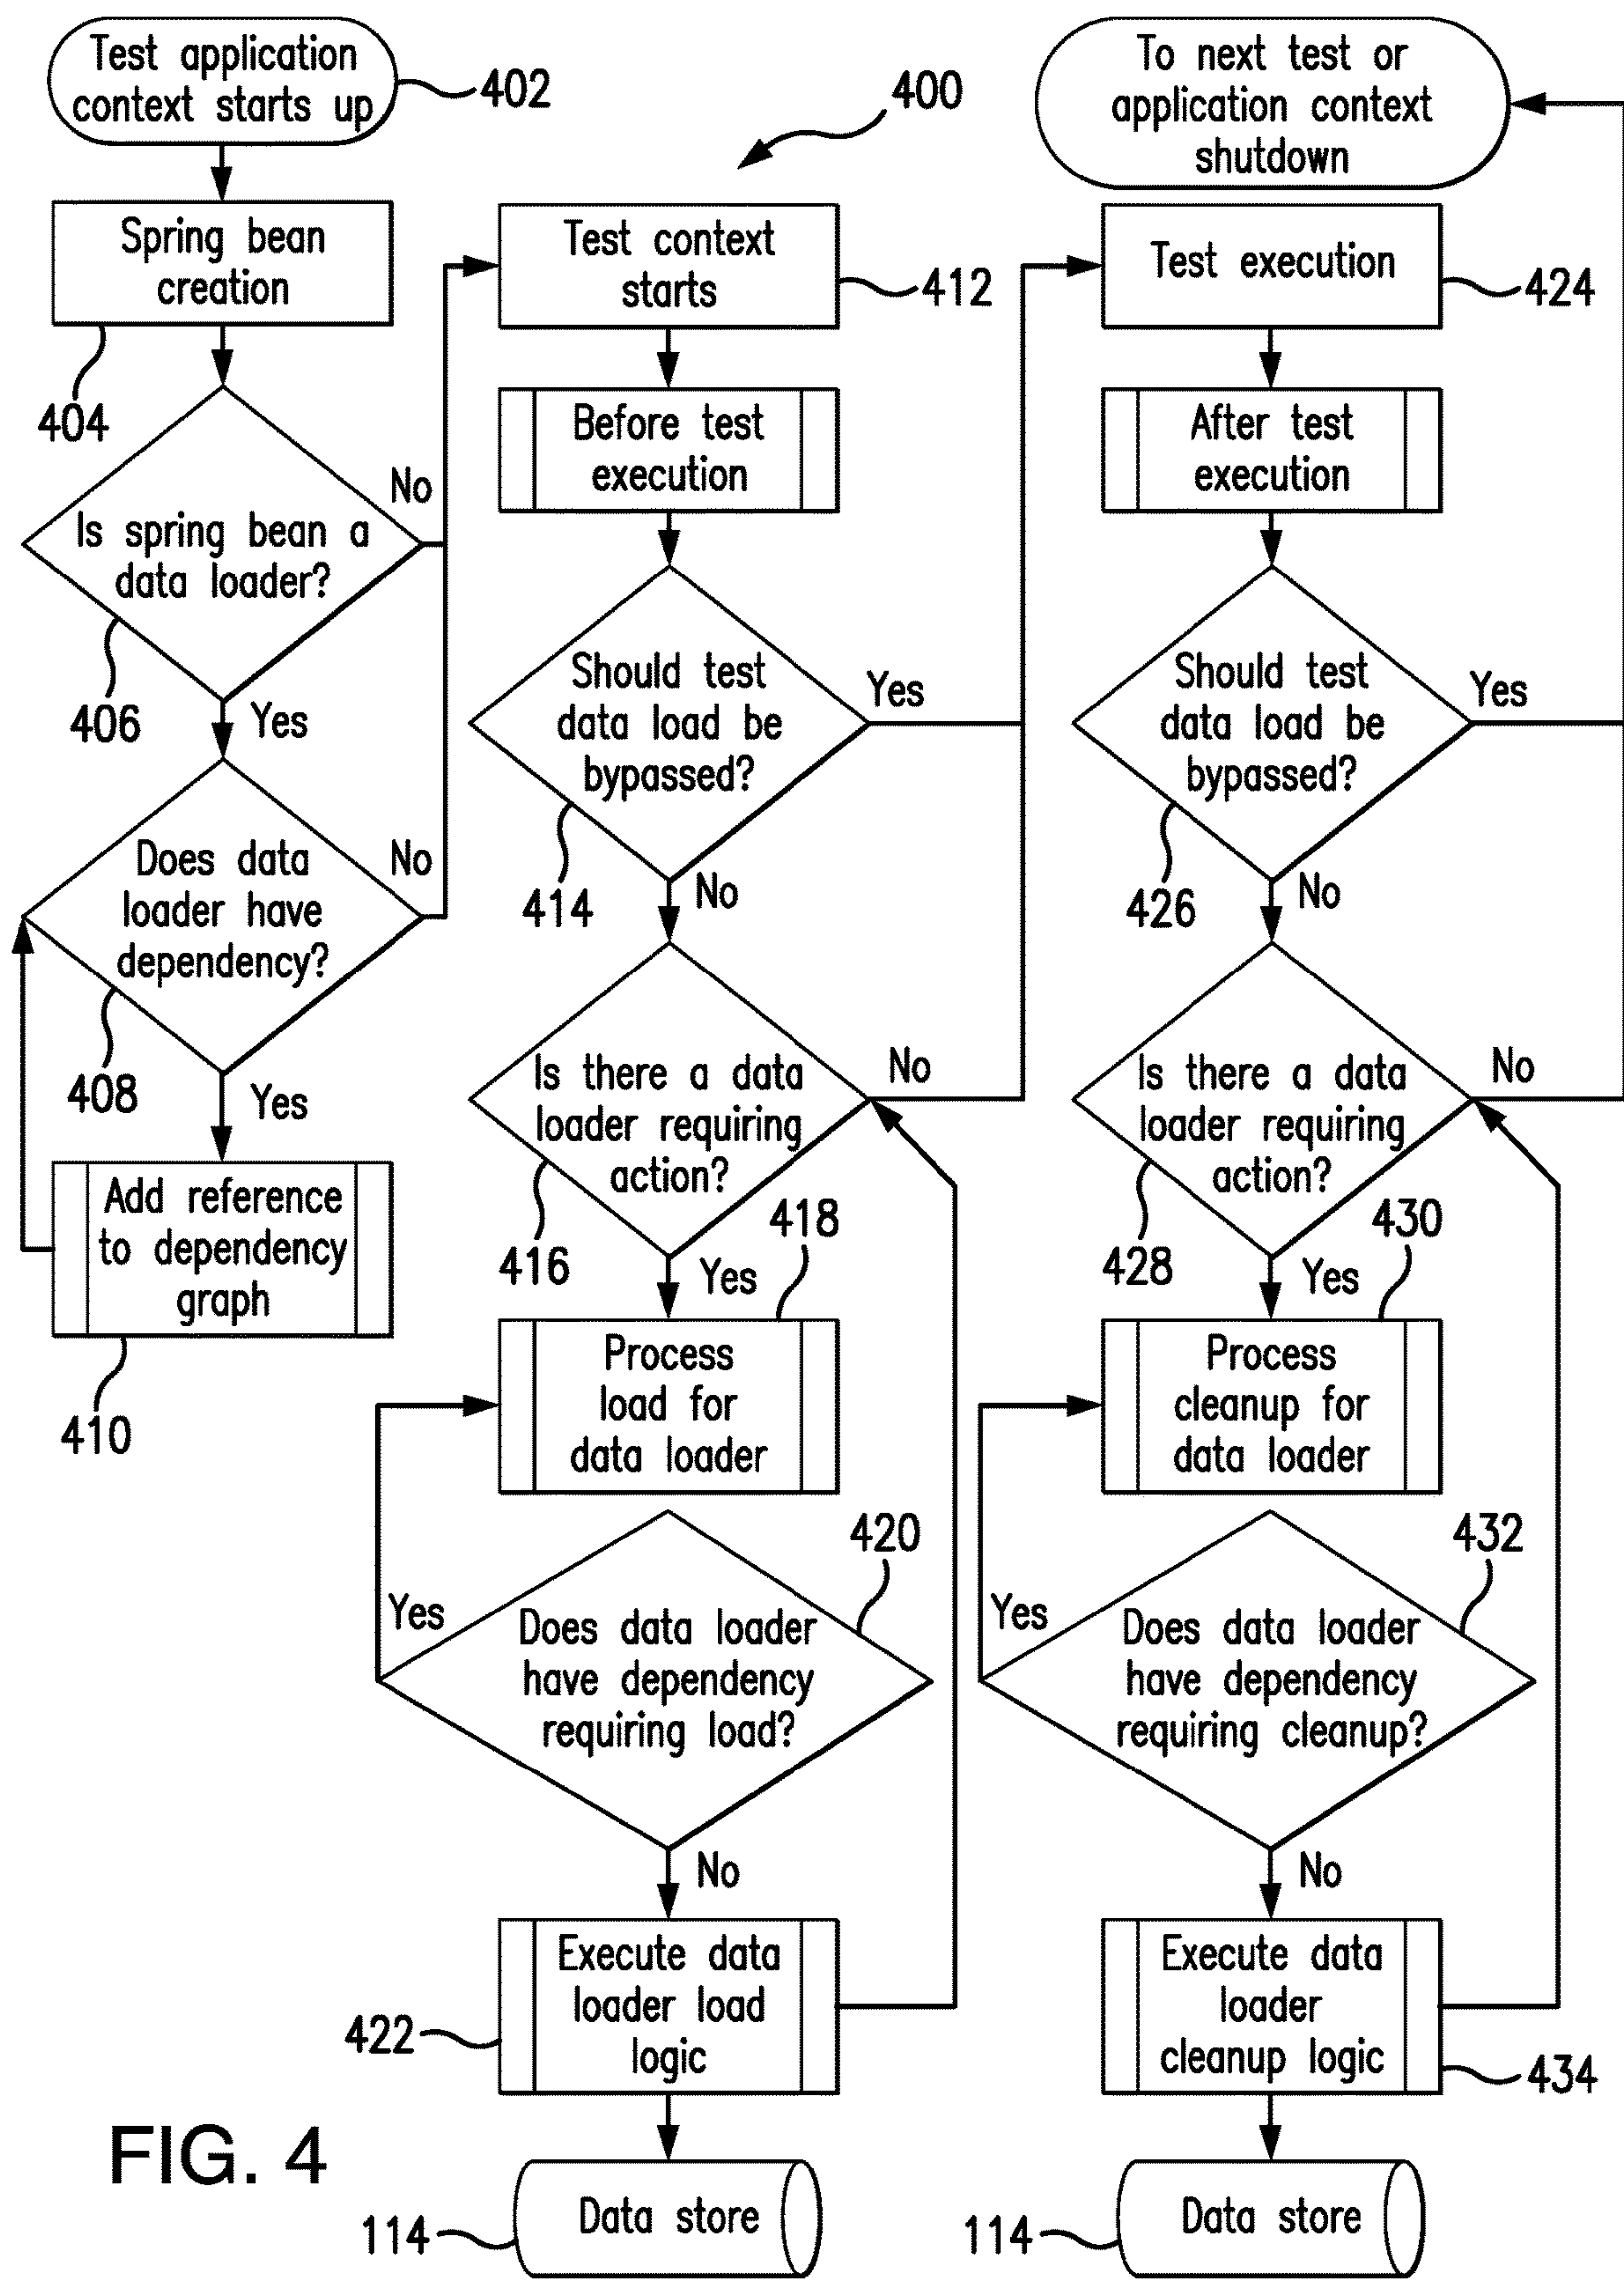 Test application
context starts up
402
Spring bean
creation
404
Is spring bean a
data loader?
No
406
Yes
Does data
loader have
dependency?
No
408
Yes
Add reference
to dependency
graph
410
400
Test context
starts
412
Before test
execution
Should test
data load be
bypassed?
Yes
414
No
Is there a data
loader requiring
action?
No
416
Yes
418
Process
load for
data loader
420
Yes
Does data loader
have dependency
requiring load?
No
Execute data
loader load
logic
422
Data store
114
To next test or
application context
shutdown
Test execution
424
After test
execution
Should test
data load be
bypassed?
Yes
426
No
Is there a data
loader requiring
action?
No
428
Yes
430
Process
cleanup for
data loader
432
Yes
Does data loader
have dependency
requiring cleanup?
No
Execute data
loader
cleanup logic
434
Data store
114
FIG. 4